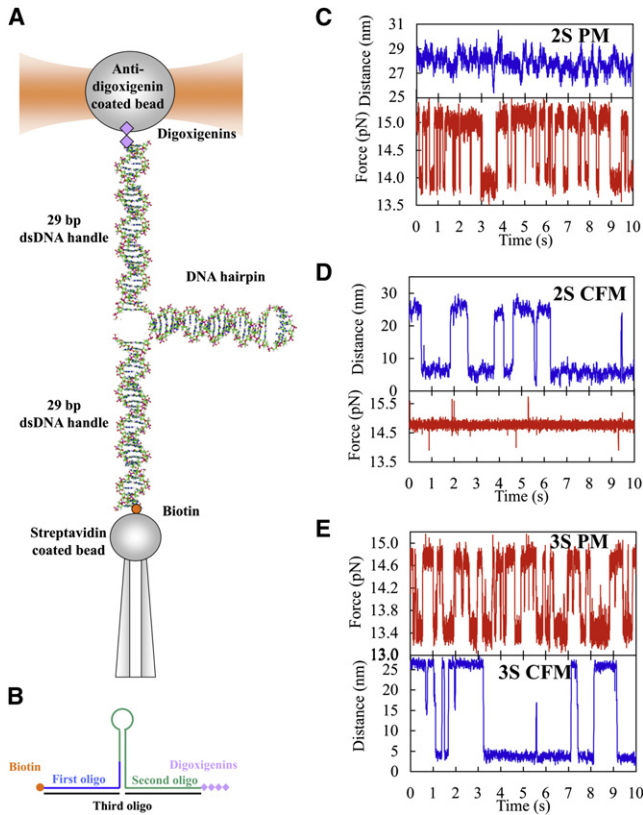 A
Anti-
digoxigenin
coated bead
Digoxigenins
29 bp
dsDNA handle
DNA hairpin
29 bp
dsDNA handle
Biotin
Streptavidin
coated bead
B
Biotin
First oligo
Second oligo
Digoxigenins
Third oligo
C
2S PM
Distance (nm)
31
29
27
25
Force (pN)
15.0
14.0
13.5
0 1 2 3 4 5 6 7 8 9 10
Time (s)
D
2S CFM
Distance (nm)
30
20
10
0
Force (pN)
15.5
14.5
13.5
0 1 2 3 4 5 6 7 8 9 10
Time (s)
E
3S PM
Force (pN)
15.0
14.6
13.8
13.4
13.0
3S CFM
Distance (nm)
25
20
15
10
5
0
0 1 2 3 4 5 6 7 8 9 10
Time (s)